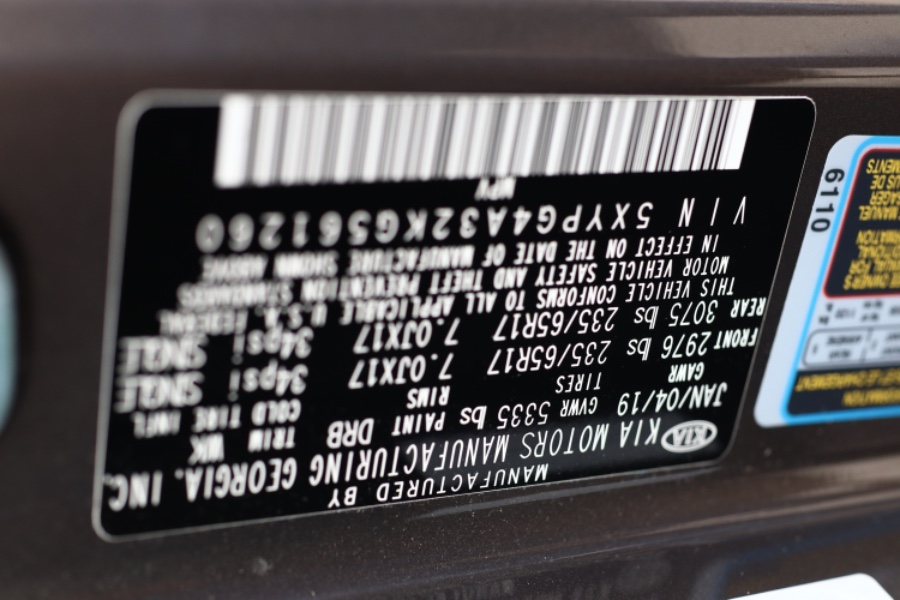 MANUFACTURED BY
KIA KIA MOTORS MANUFACTURING GEORGIA, INC.
JAN/04/19 GVWR 5335 lbs PAINT DRB TRIM WK
GAWR TIRES RIMS COLD TIRE INFL.
FRONT 2976 lbs 235/65R17 7.0JX17 34psi SINGLE
REAR 3075 lbs 235/65R17 7.0JX17 34psi SINGLE
THIS VEHICLE CONFORMS TO ALL APPLICABLE U.S.A. FEDERAL
MOTOR VEHICLE SAFETY AND THEFT PREVENTION STANDARDS
IN EFFECT ON THE DATE OF MANUFACTURE SHOWN ABOVE
VIN 5XYPG4A32KG561260
MPV
6110